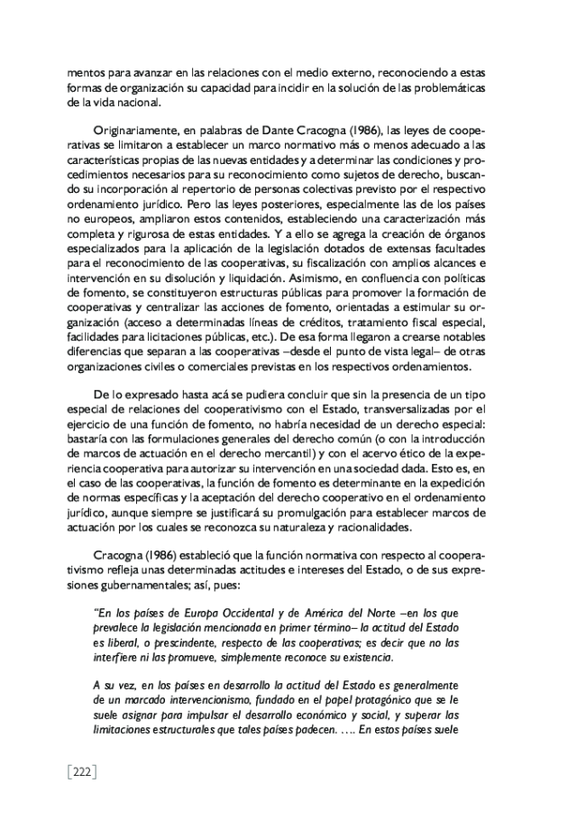 mentos para avanzar en las relaciones con el medio externo, reconociendo a estas
formas de organización su capacidad para incidir en la solución de las problemáticas
de la vida nacional.
Originariamente, en palabras de Dante Cracogna (1986), las leyes de coope-
rativas se limitaron a establecer un marco normativo más o menos adecuado a las
características propias de las nuevas entidades y a determinar las condiciones y pro-
cedimientos necesarios para su reconocimiento como sujetos de derecho, buscan-
do su incorporación al repertorio de personas colectivas previsto por el respectivo
ordenamiento jurídico. Pero las leyes posteriores, especialmente las de los países
no europeos, ampliaron estos contenidos, estableciendo una caracterización más
completa y rigurosa de estas entidades. Y a ello se agrega la creación de órganos
especializados para la aplicación de la legislación dotados de extensas facultades
para el reconocimiento de las cooperativas, su fiscalización con amplios alcances e
intervención en su disolución y liquidación. Asimismo, en confluencia con políticas
de fomento, se constituyeron estructuras públicas para promover la formación de
cooperativas y centralizar las acciones de fomento, orientadas a estimular su or-
ganización (acceso a determinadas líneas de créditos, tratamiento fiscal especial,
facilidades para licitaciones públicas, etc.). De esa forma llegaron a crearse notables
diferencias que separan a las cooperativas –desde el punto de vista legal– de otras
organizaciones civiles o comerciales previstas en los respectivos ordenamientos.
De lo expresado hasta acá se pudiera concluir que sin la presencia de un tipo
especial de relaciones del cooperativismo con el Estado, transversalizadas por el
ejercicio de una función de fomento, no habría necesidad de un derecho especial:
bastaría con las formulaciones generales del derecho común (o con la introducción
de marcos de actuación en el derecho mercantil) y con el acervo ético de la expe-
riencia cooperativa para autorizar su intervención en una sociedad dada. Esto es, en
el caso de las cooperativas, la función de fomento es determinante en la expedición
de normas específicas y la aceptación del derecho cooperativo en el ordenamiento
jurídico, aunque siempre se justificará su promulgación para establecer marcos de
actuación por los cuales se reconozca su naturaleza y racionalidades.
Cracogna (1986) estableció que la función normativa con respecto al coopera-
tivismo refleja unas determinadas actitudes e intereses del Estado, o de sus expre-
siones gubernamentales; así, pues:
“En los países de Europa Occidental y de América del Norte –en los que
prevalece la legislación mencionada en primer término– la actitud del Estado
es liberal, o prescindente, respecto de las cooperativas; es decir que no las
interfiere ni las promueve, simplemente reconoce su existencia.
A su vez, en los países en desarrollo la actitud del Estado es generalmente
de un marcado intervencionismo, fundado en el papel protagónico que se le
suele asignar para impulsar el desarrollo económico y social, y superar las
limitaciones estructurales que tales países padecen. …. En estos países suele
[222]